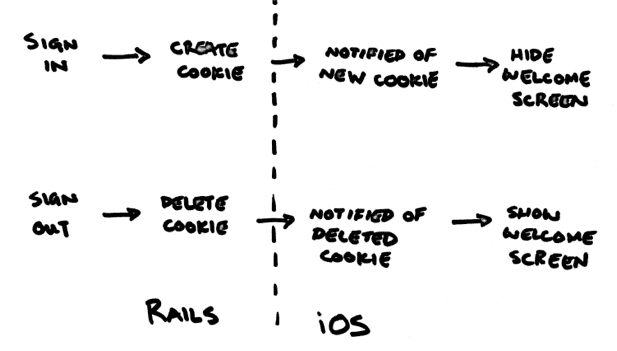 SIGN
IN
CREATE
COOKIE
NOTIFIED OF
NEW COOKIE
HIDE
WELCOME
SCREEN
SIGN
OUT
DELETE
COOKIE
NOTIFIED OF
DELETED
COOKIE
SHOW
WELCOME
SCREEN
RAILS
iOS